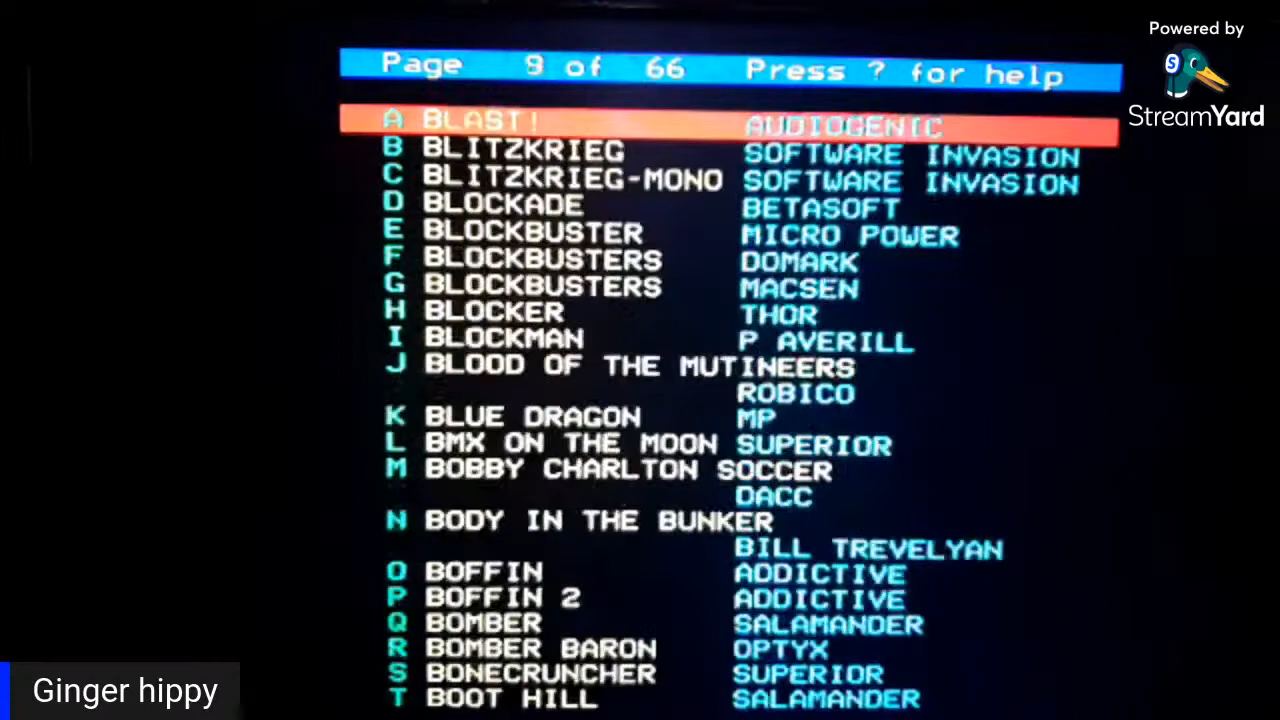 Powered by
StreamYard
Page 9 of 66 Press ? for help
A BLAST! AUDIOGENIC
B BLITZKRIEG SOFTWARE INVASION
C BLITZKRIEG-MONO SOFTWARE INVASION
D BLOCKADE BETASOFT
E BLOCKBUSTER MICRO POWER
F BLOCKBUSTERS DOMARK
G BLOCKBUSTERS MACSEN
H BLOCKER THOR
I BLOCKMAN P AVERILL
J BLOOD OF THE MUTINEERS
ROBICO
K BLUE DRAGON MP
L BMX ON THE MOON SUPERIOR
M BOBBY CHARLTON SOCCER
DACC
N BODY IN THE BUNKER
BILL TREVELYAN
O BOFFIN ADDICTIVE
P BOFFIN 2 ADDICTIVE
Q BOMBER SALAMANDER
R BOMBER BARON OPTYX
S BONECRUNCHER SUPERIOR
T BOOT HILL SALAMANDER
Ginger hippy